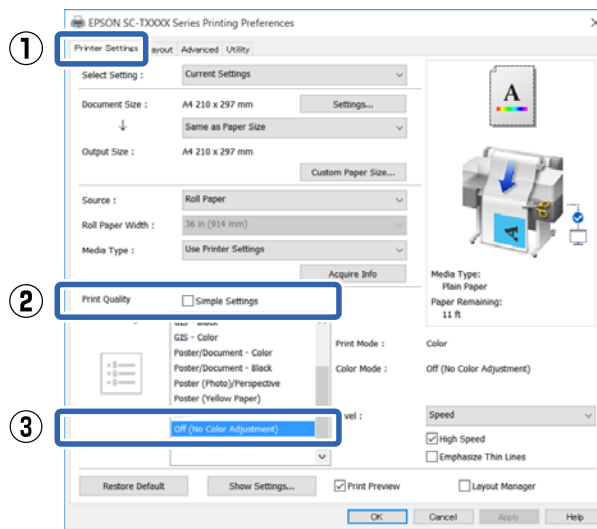 EPSON SC-TXXXX Series Printing Preferences
①
Printer Settings ayout Advanced Utility
Select Setting : Current Settings
Document Size : A4 210 x 297 mm Settings...
Same as Paper Size
Output Size : A4 210 x 297 mm
Custom Paper Size...
A
Source : Roll Paper
Roll Paper Width : 36 in (914 mm)
Media Type : Use Printer Settings
Acquire Info
Media Type:
Plain Paper
Paper Remaining:
11 ft
②
Print Quality Simple Settings
GIS - Color
Poster/Document - Color
Poster/Document - Black
Poster (Photo)/Perspective
Poster (Yellow Paper)
Print Mode : Color
Color Mode : Off (No Color Adjustment)
③
Off (No Color Adjustment)
evel : Speed
High Speed
Emphasize Thin Lines
Restore Default Show Settings... Print Preview Layout Manager
OK Cancel Apply Help